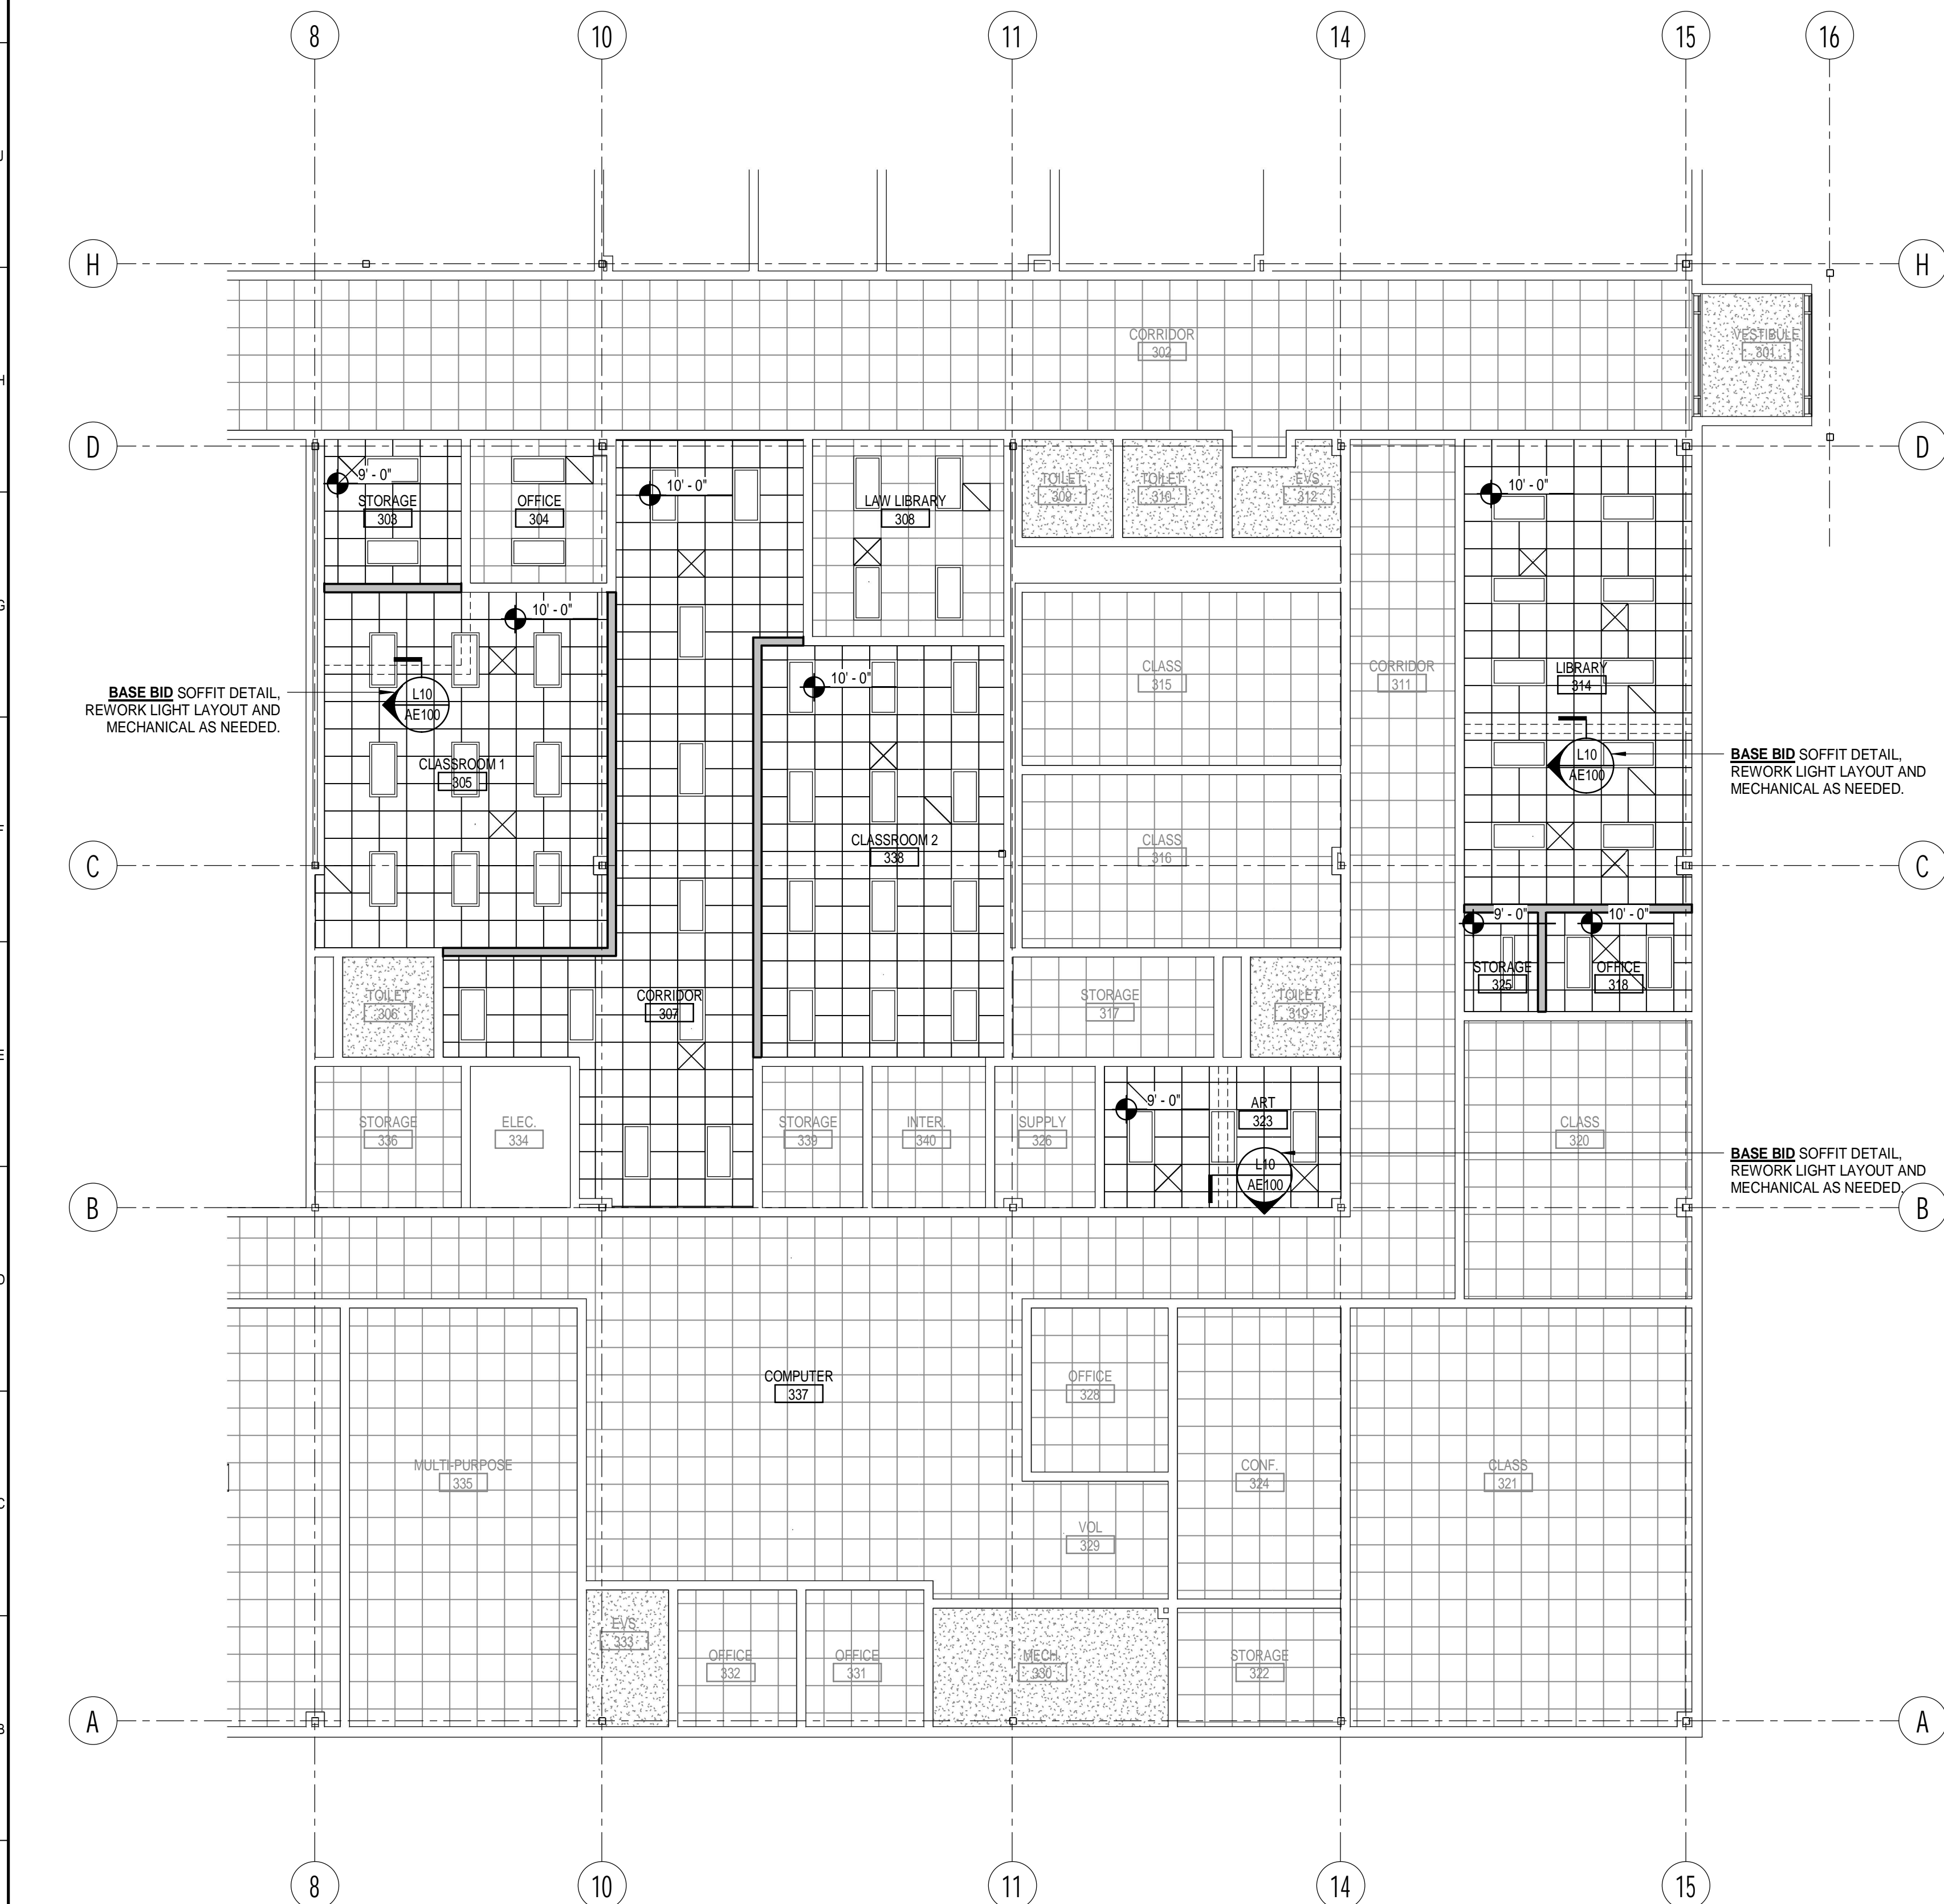 8
10
11
14
15
16
J
H
H
H
CORRIDOR
302
VESTIBULE
301
H
D
D
9' - 0"
STORAGE
303
OFFICE
304
10' - 0"
LAW LIBRARY
308
TOILET
309
TOILET
310
EVS
312
10' - 0"
G
10' - 0"
BASE BID SOFFIT DETAIL,
REWORK LIGHT LAYOUT AND
MECHANICAL AS NEEDED.
L10
AE100
10' - 0"
CLASS
315
CORRIDOR
311
LIBRARY
314
CLASSROOM 1
305
L10
AE100
BASE BID SOFFIT DETAIL,
REWORK LIGHT LAYOUT AND
MECHANICAL AS NEEDED.
F
C
CLASSROOM 2
338
CLASS
316
C
9' - 0"
10' - 0"
STORAGE
325
OFFICE
318
TOILET
306
CORRIDOR
307
STORAGE
317
TOILET
319
E
STORAGE
336
ELEC.
334
STORAGE
339
INTER.
340
SUPPLY
326
9' - 0"
ART
323
L10
AE100
CLASS
320
BASE BID SOFFIT DETAIL,
REWORK LIGHT LAYOUT AND
MECHANICAL AS NEEDED.
B
B
D
COMPUTER
337
OFFICE
328
MULTI-PURPOSE
335
CONF.
324
CLASS
321
C
VOL
329
EVS
333
OFFICE
332
OFFICE
331
MECH.
330
STORAGE
322
A
A
B
8
10
11
14
15